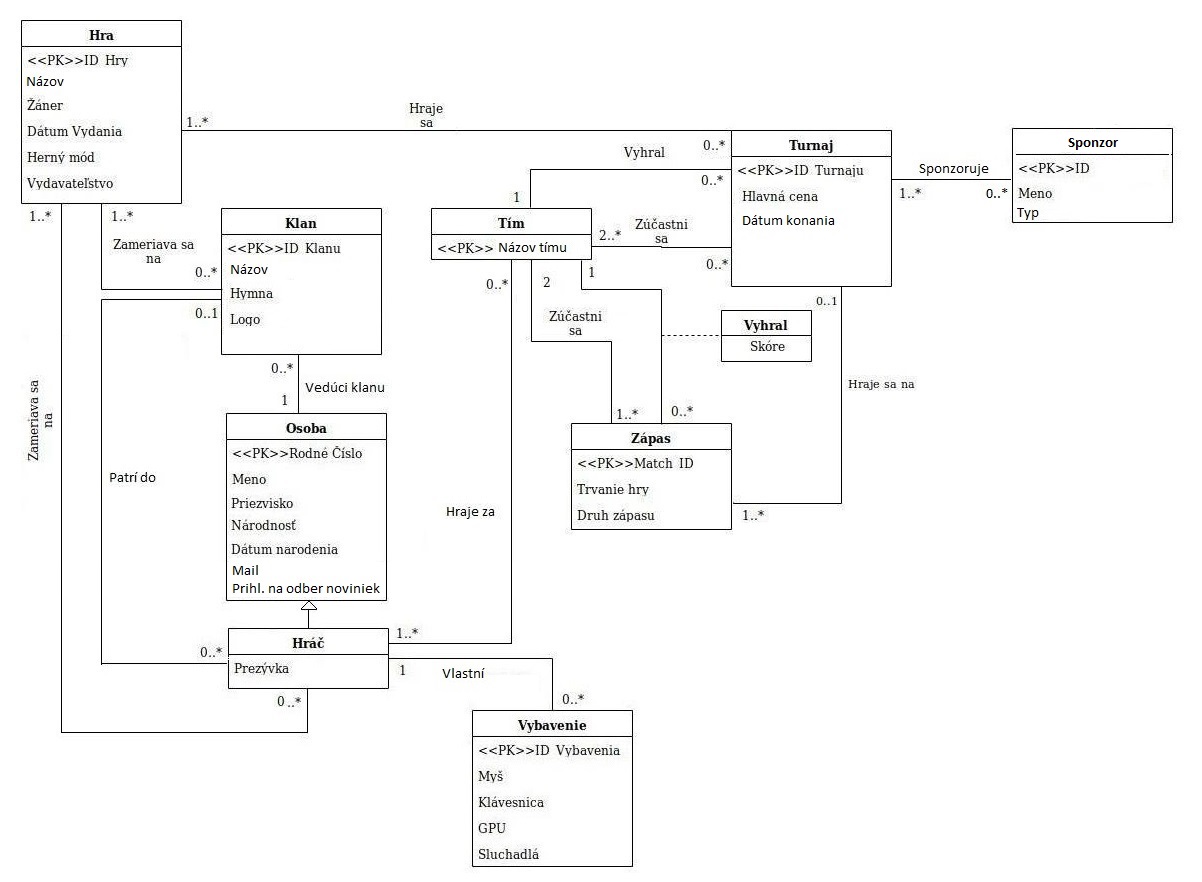 Hra
<<PK>>ID Hry
Názov
Žáner
Dátum Vydania
Herný mód
Vydavateľstvo
1..*
Hraje
sa
0..*
Vyhral
1
0..*
Turnaj
<<PK>>ID Turnaju
Hlavná cena
Dátum konania
Sponzoruje
1..*
0..*
Sponzor
<<PK>>ID
Meno
Typ
1..*
1..*
Zameriava sa
na
0..*
0..1
Klan
<<PK>>ID Klanu
Názov
Hymna
Logo
Tím
<<PK>> Názov tímu
2..*
Zúčastni
sa
0..*
0..*
2
1
Zúčastni
sa
1..*
0..*
Vyhral
Skóre
0..1
Hraje sa na
1..*
0..*
Vedúci klanu
1
Osoba
<<PK>>Rodné Číslo
Meno
Priezvisko
Národnosť
Dátum narodenia
Mail
Prihl. na odber noviniek
Zameriava sa
na
Patrí do
Hraje za
Zápas
<<PK>>Match ID
Trvanie hry
Druh zápasu
Hráč
Prezývka
0..*
0..*
1..*
1
Vlastní
0..*
Vybavenie
<<PK>>ID Vybavenia
Myš
Klávesnica
GPU
Sluchadlá